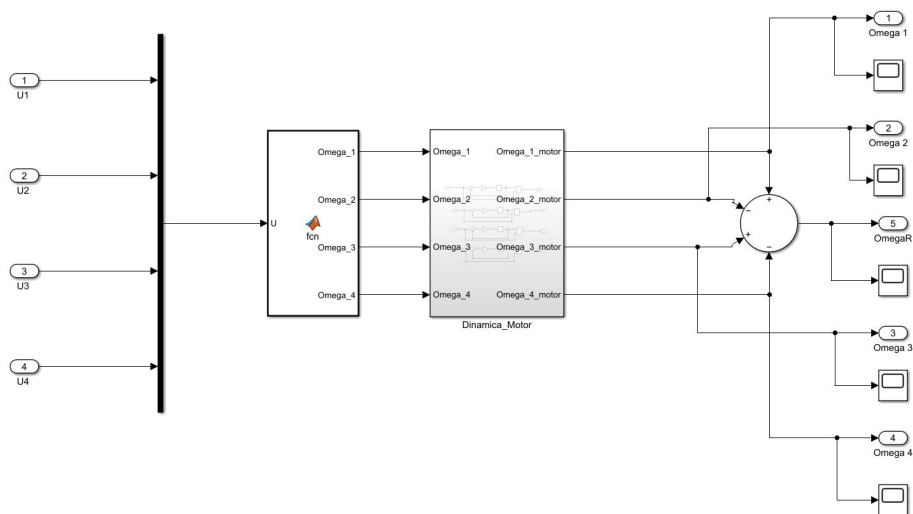 1
U1
2
U2
3
U3
4
U4
U
fcn
Omega_1
Omega_2
Omega_3
Omega_4
Omega_1
Omega_2
Omega_3
Omega_4
Omega_1_motor
Omega_2_motor
Omega_3_motor
Omega_4_motor
Dinamica_Motor
+
−
+
−
1
Omega 1
2
Omega 2
5
OmegaR
3
Omega 3
4
Omega 4